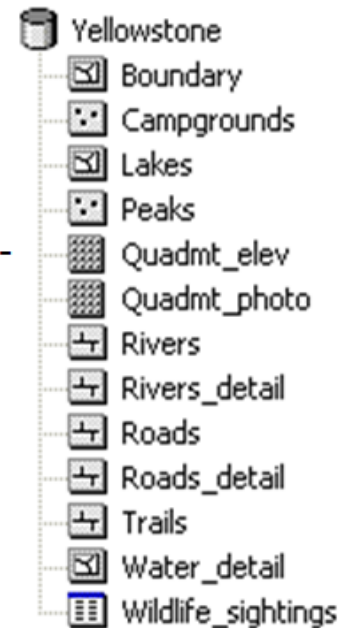 Yellowstone
Boundary
Campgrounds
Lakes
Peaks
Quadmt_elev
Quadmt_photo
Rivers
Rivers_detail
Roads
Roads_detail
Trails
Water_detail
Wildlife_sightings